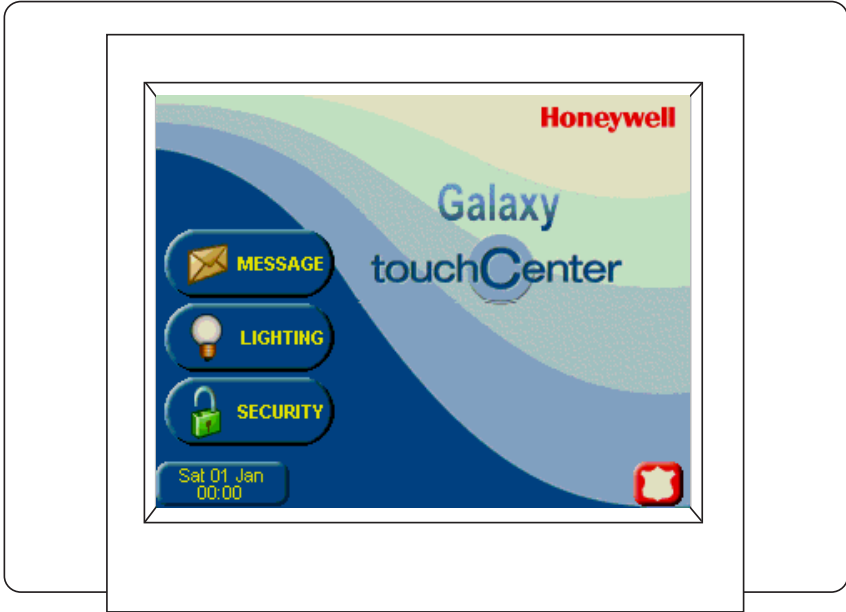 Honeywell
Galaxy
touchCenter
MESSAGE
LIGHTING
SECURITY
Sat 01 Jan
00:00